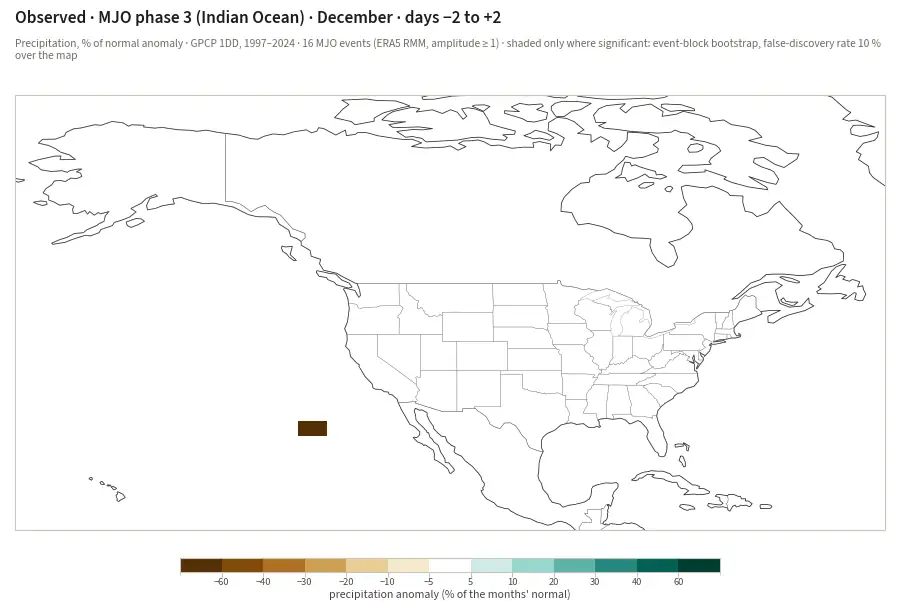 Observed · MJO phase 3 (Indian Ocean) · December · days −2 to +2
Precipitation, % of normal anomaly · GPCP 1DD, 1997–2024 · 16 MJO events (ERA5 RMM, amplitude ≥ 1) · shaded only where significant: event-block bootstrap, false-discovery rate 10 %
over the map
−60 −40 −30 −20 −10 −5 5 10 20 30 40 60
precipitation anomaly (% of the months' normal)